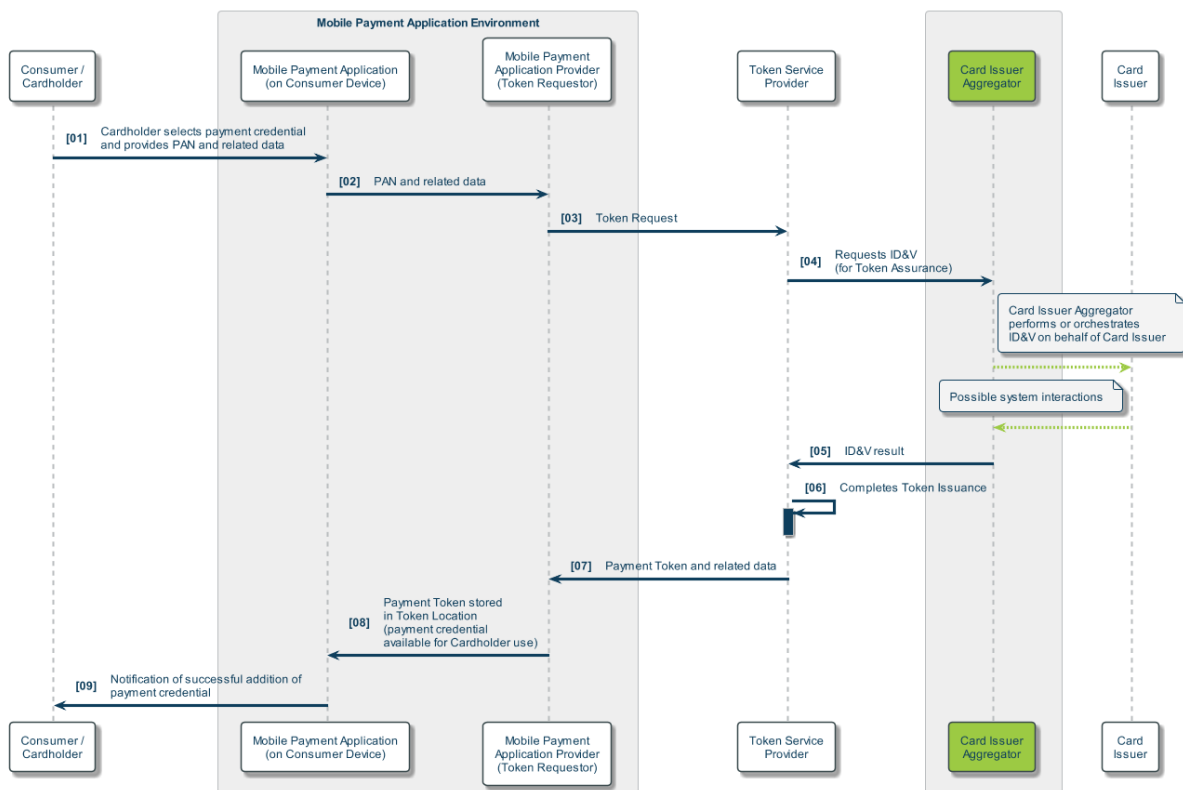 Mobile Payment Application Environment
Consumer /
Cardholder
Mobile Payment Application
(on Consumer Device)
Mobile Payment
Application Provider
(Token Requestor)
Token Service
Provider
Card Issuer
Aggregator
Card
Issuer
[01] Cardholder selects payment credential
and provides PAN and related data
[02] PAN and related data
[03] Token Request
[04] Requests ID&V
(for Token Assurance)
Card Issuer Aggregator
performs or orchestrates
ID&V on behalf of Card Issuer
Possible system interactions
[05] ID&V result
[06] Completes Token Issuance
[07] Payment Token and related data
Payment Token stored
in Token Location
[08] (payment credential
available for Cardholder use)
[09] Notification of successful addition of
payment credential
Consumer /
Cardholder
Mobile Payment Application
(on Consumer Device)
Mobile Payment
Application Provider
(Token Requestor)
Token Service
Provider
Card Issuer
Aggregator
Card
Issuer